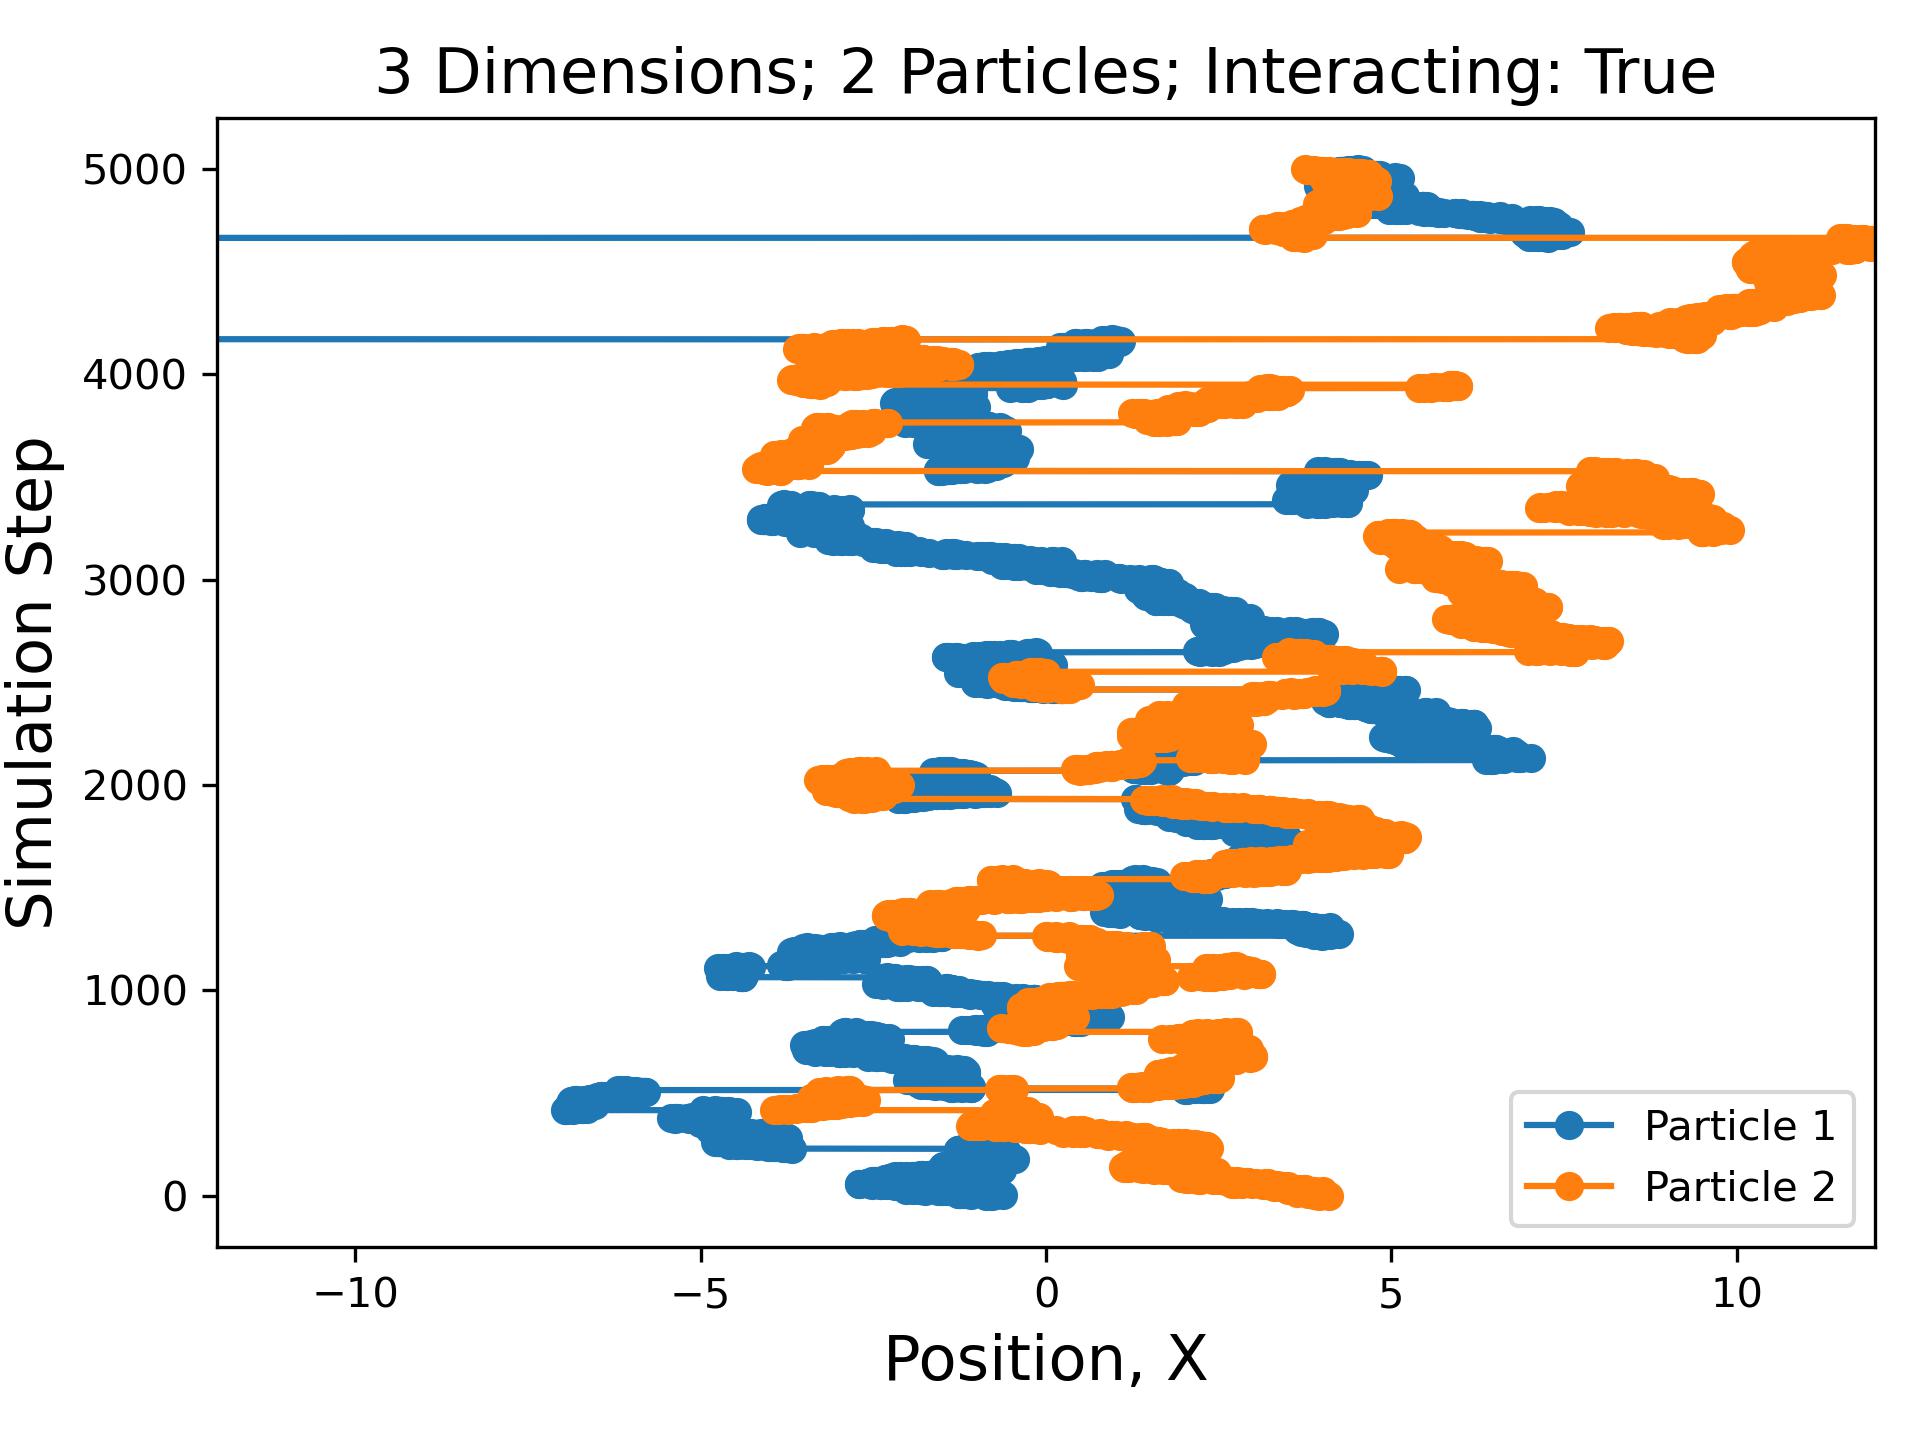 3 Dimensions; 2 Particles; Interacting: True
Simulation Step
5000
4000
3000
2000
1000
0
Particle 1
Particle 2
−10
−5
0
5
10
Position, X